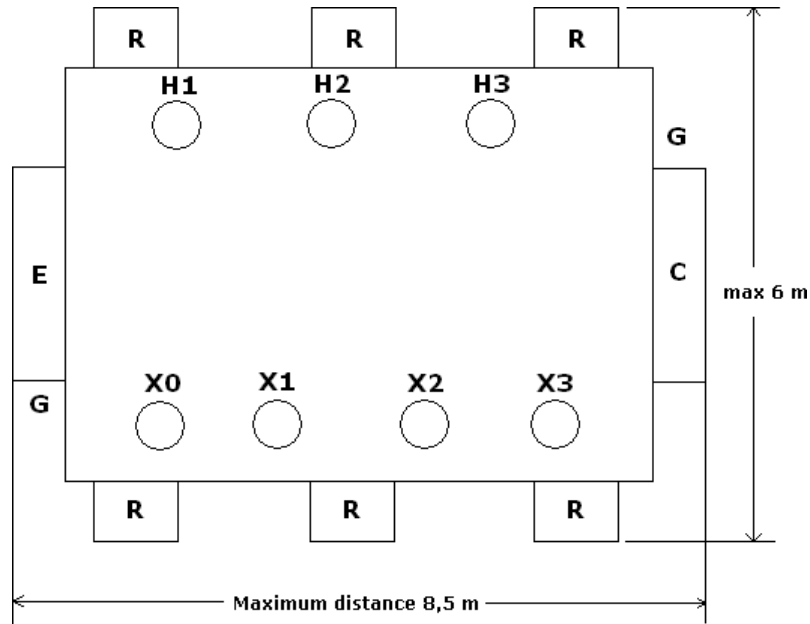 R R R
H1 H2 H3
G
E C
max 6 m
X0 X1 X2 X3
G
R R R
Maximum distance 8,5 m